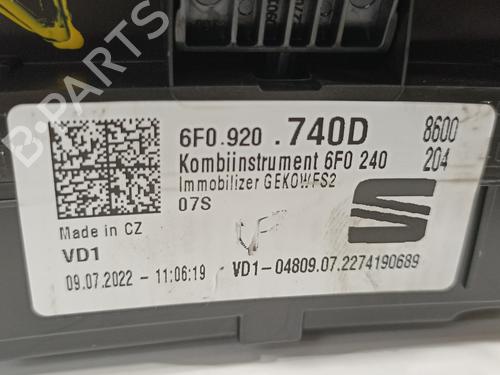 6F0.920 .740D 8600
Kombiinstrument 6F0 240 204
Immobilizer GEKOWFS2
07S
Made in CZ
VD1
09.07.2022 - 11:06:19 VD1-04809.07.2274190689
B-PARTS